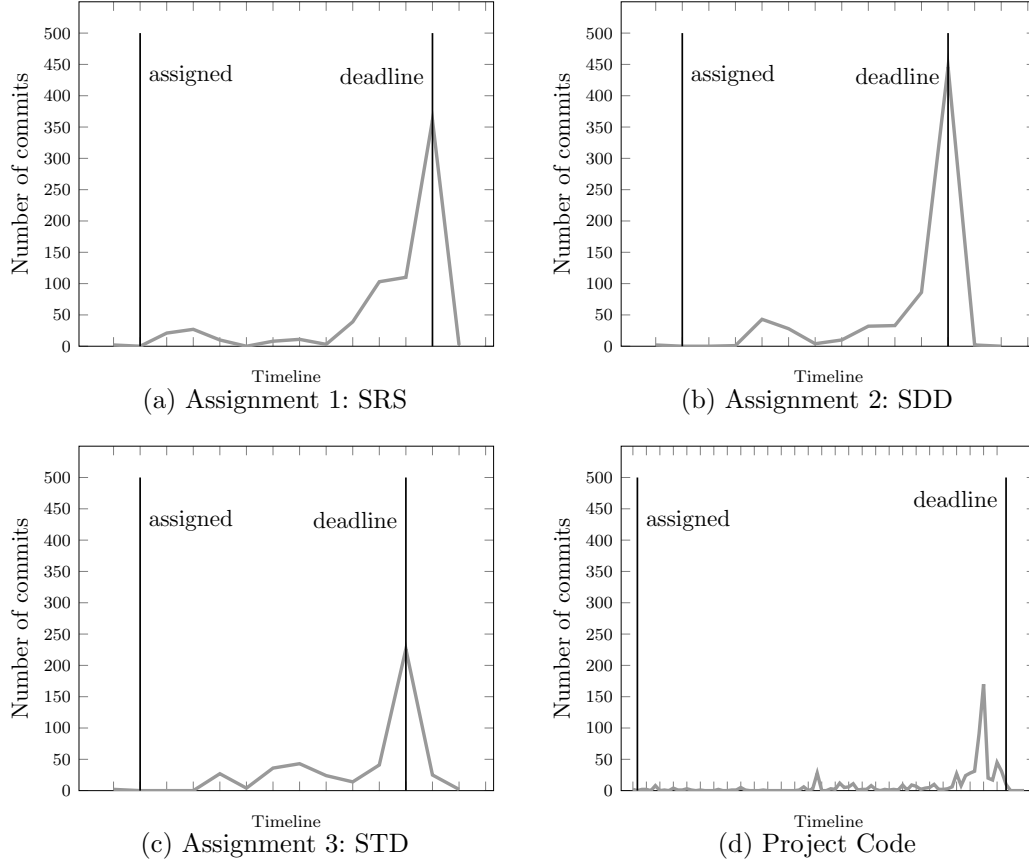 Number of commits
500
450
400
350
300
250
200
150
100
50
0
assigned
deadline
Timeline
(a) Assignment 1: SRS
Number of commits
500
450
400
350
300
250
200
150
100
50
0
assigned
deadline
Timeline
(b) Assignment 2: SDD
Number of commits
500
450
400
350
300
250
200
150
100
50
0
assigned
deadline
Timeline
(c) Assignment 3: STD
Number of commits
500
450
400
350
300
250
200
150
100
50
0
assigned
deadline
Timeline
(d) Project Code